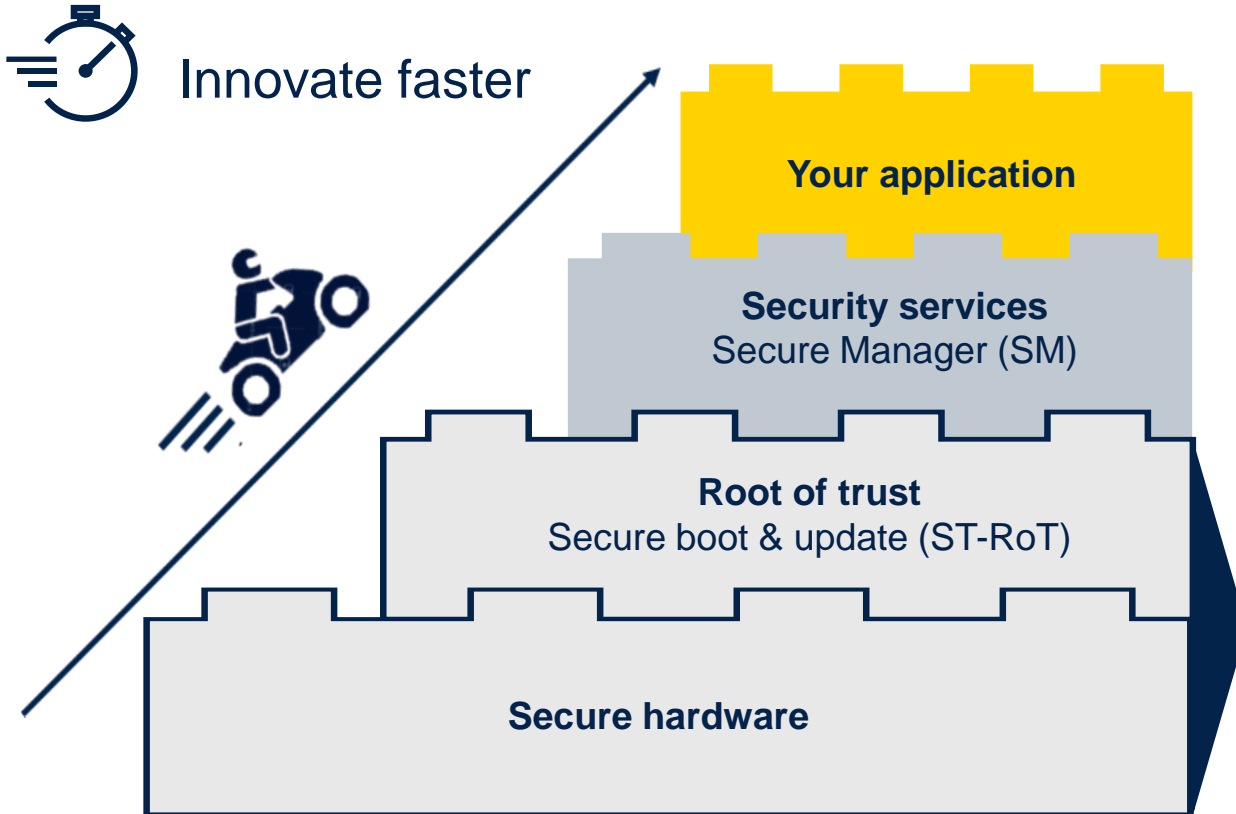 Innovate faster
Your application
Security services
Secure Manager (SM)
Root of trust
Secure boot & update (ST-RoT)
Secure hardware